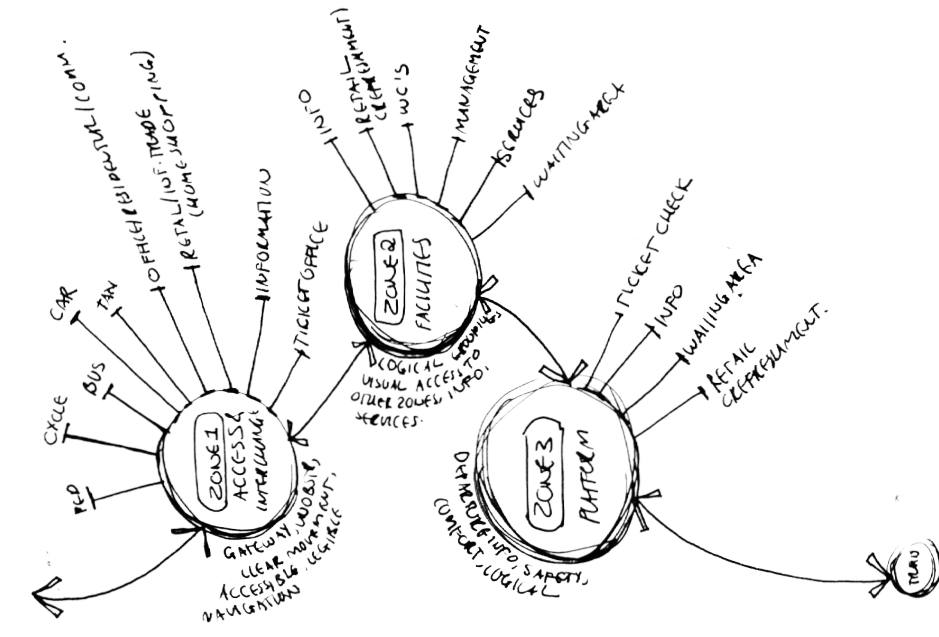 PED
CYCLE
BUS
CAR
TAXI
OFFICE/RESIDENTIAL/COMM.
RETAIL/INF. TRADE
(HOME SHOPPING)
INFORMATION
TICKET OFFICE
ZONE 1
ACCESS &
INTERCHANGE
GATEWAY,
CLEAR MOVEMENT,
ACCESSIBLE, LEGIBLE
NAVIGATION
INFO
RETAIL
(REFRESHMENT)
WC'S
MANAGEMENT
SERVICES
WAITING AREA
ZONE 2
FACILITIES
LOGICAL GROUPING,
VISUAL ACCESS TO
OTHER ZONES, INFO,
SERVICES.
TICKET CHECK
INFO
WAITING AREA
RETAIL
(REFRESHMENT.
ZONE 3
PLATFORM
DEPARTURE INFO, SAFETY,
COMFORT, LOGICAL
TRAIN